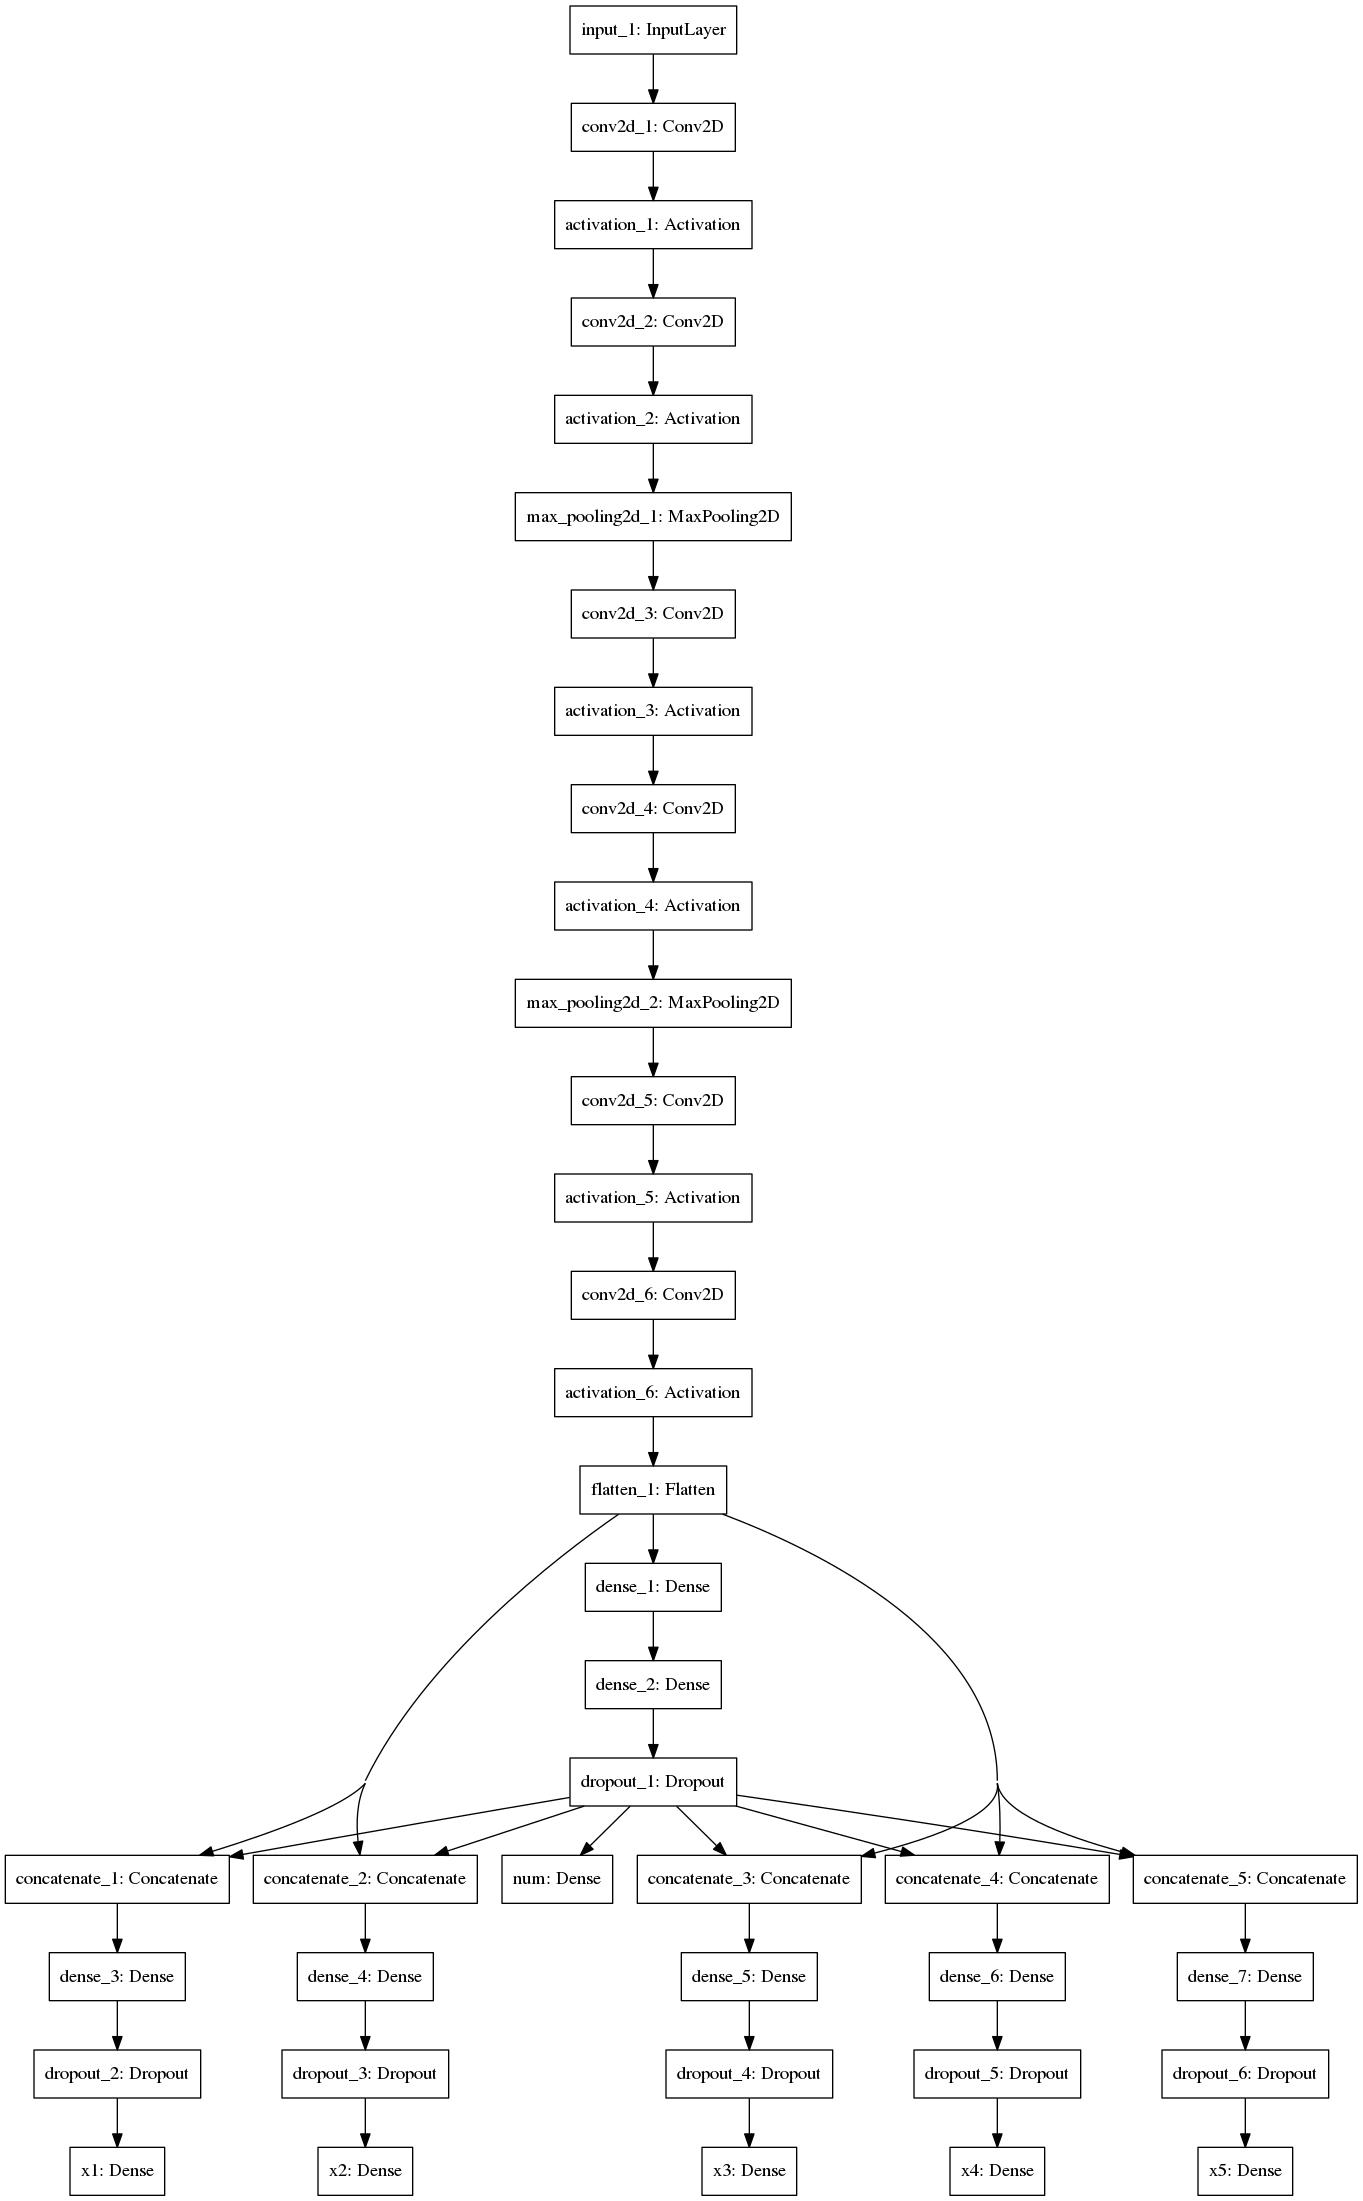 input_1: InputLayer
conv2d_1: Conv2D
activation_1: Activation
conv2d_2: Conv2D
activation_2: Activation
max_pooling2d_1: MaxPooling2D
conv2d_3: Conv2D
activation_3: Activation
conv2d_4: Conv2D
activation_4: Activation
max_pooling2d_2: MaxPooling2D
conv2d_5: Conv2D
activation_5: Activation
conv2d_6: Conv2D
activation_6: Activation
flatten_1: Flatten
dense_1: Dense
dense_2: Dense
dropout_1: Dropout
concatenate_1: Concatenate
concatenate_2: Concatenate
num: Dense
concatenate_3: Concatenate
concatenate_4: Concatenate
concatenate_5: Concatenate
dense_3: Dense
dense_4: Dense
dense_5: Dense
dense_6: Dense
dense_7: Dense
dropout_2: Dropout
dropout_3: Dropout
dropout_4: Dropout
dropout_5: Dropout
dropout_6: Dropout
x1: Dense
x2: Dense
x3: Dense
x4: Dense
x5: Dense